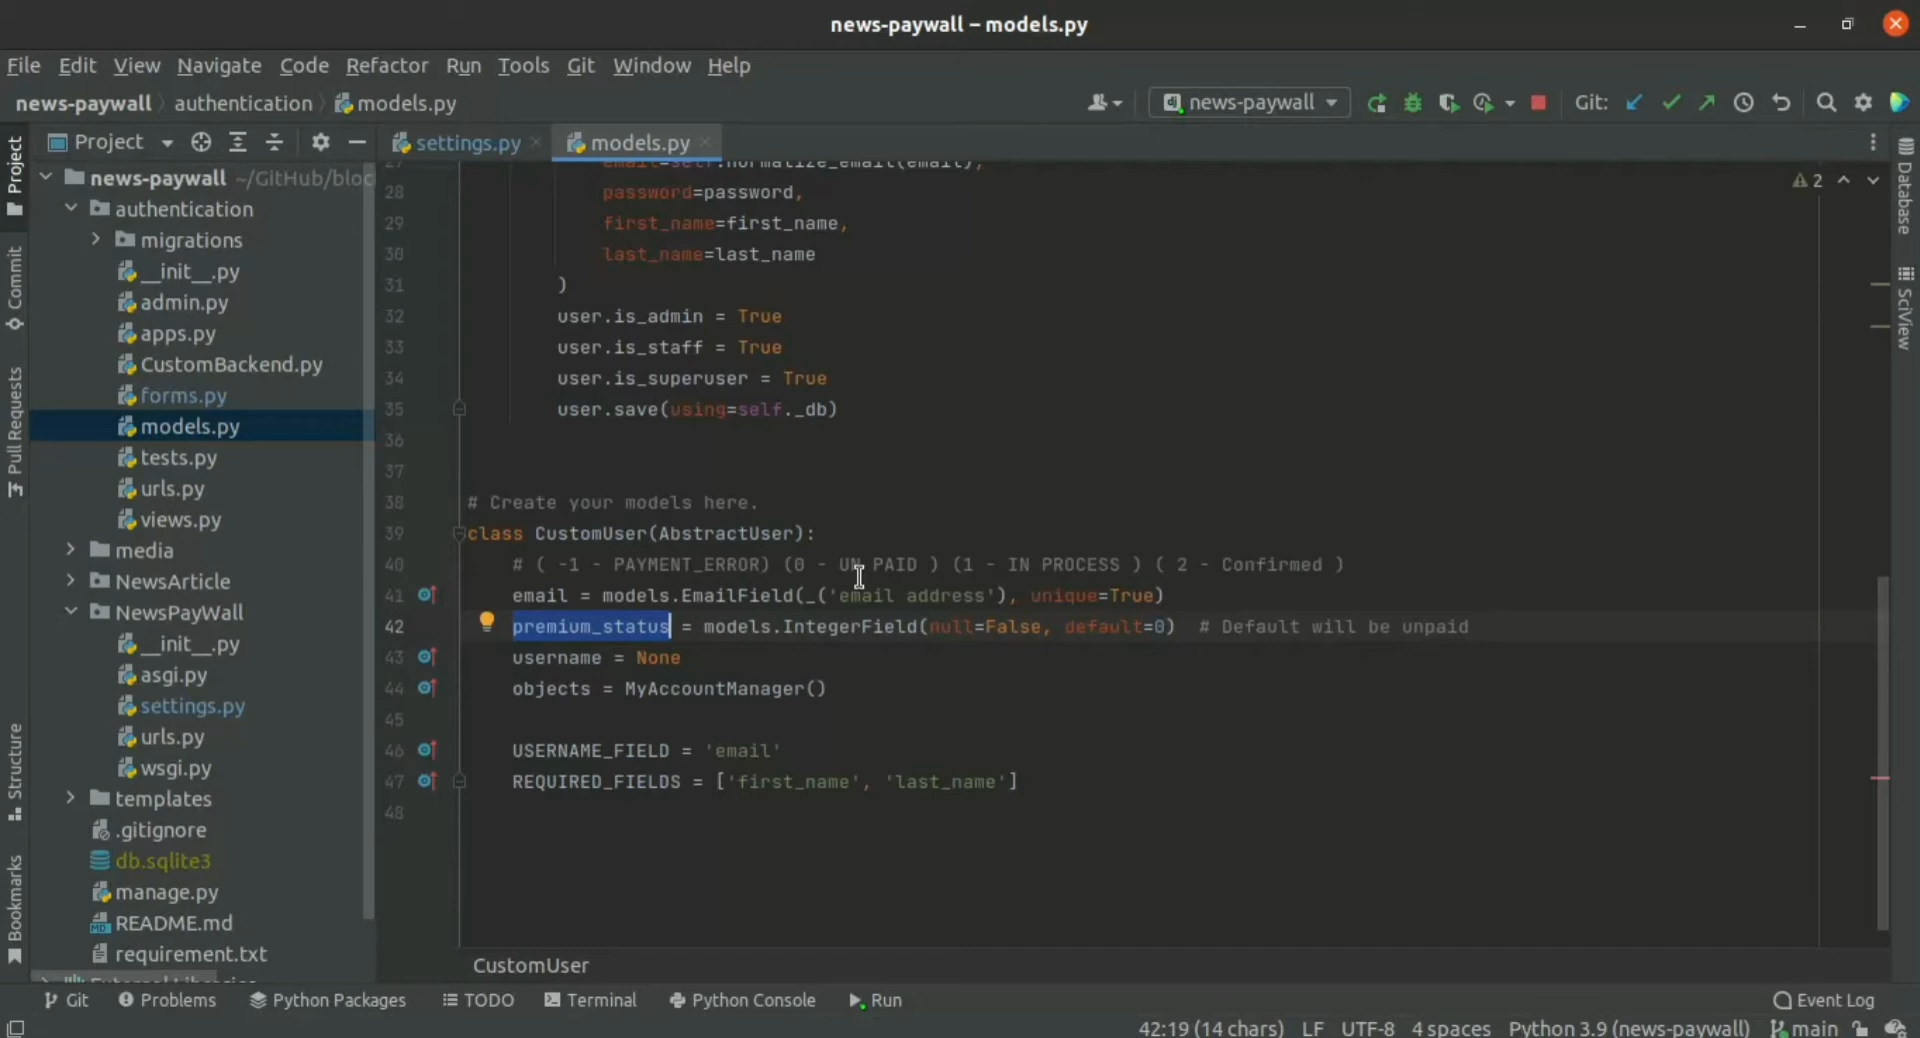 news-paywall – models.py
File Edit View Navigate Code Refactor Run Tools Git Window Help
news-paywall authentication models.py news-paywall Git:
Project settings.py models.py
Project
Commit
Pull Requests
Structure
Bookmarks
news-paywall ~/GitHub/bloc
authentication
migrations
__init__.py
admin.py
apps.py
CustomBackend.py
forms.py
models.py
tests.py
urls.py
views.py
media
NewsArticle
NewsPayWall
__init__.py
asgi.py
settings.py
urls.py
wsgi.py
templates
.gitignore
db.sqlite3
manage.py
README.md
requirement.txt
27 email=self.normalize_email(email),
28 password=password,
29 first_name=first_name,
30 last_name=last_name
31 )
32 user.is_admin = True
33 user.is_staff = True
34 user.is_superuser = True
35 user.save(using=self._db)
36
37
38 # Create your models here.
39 class CustomUser(AbstractUser):
40 # ( -1 - PAYMENT_ERROR) (0 - UN PAID ) (1 - IN PROCESS ) ( 2 - Confirmed )
41 email = models.EmailField(_('email address'), unique=True)
42 premium_status = models.IntegerField(null=False, default=0) # Default will be unpaid
43 username = None
44 objects = MyAccountManager()
45
46 USERNAME_FIELD = 'email'
47 REQUIRED_FIELDS = ['first_name', 'last_name']
48
2
Database
SciView
CustomUser
Git Problems Python Packages TODO Terminal Python Console Run Event Log
42:19 (14 chars) LF UTF-8 4 spaces Python 3.9 (news-paywall) main